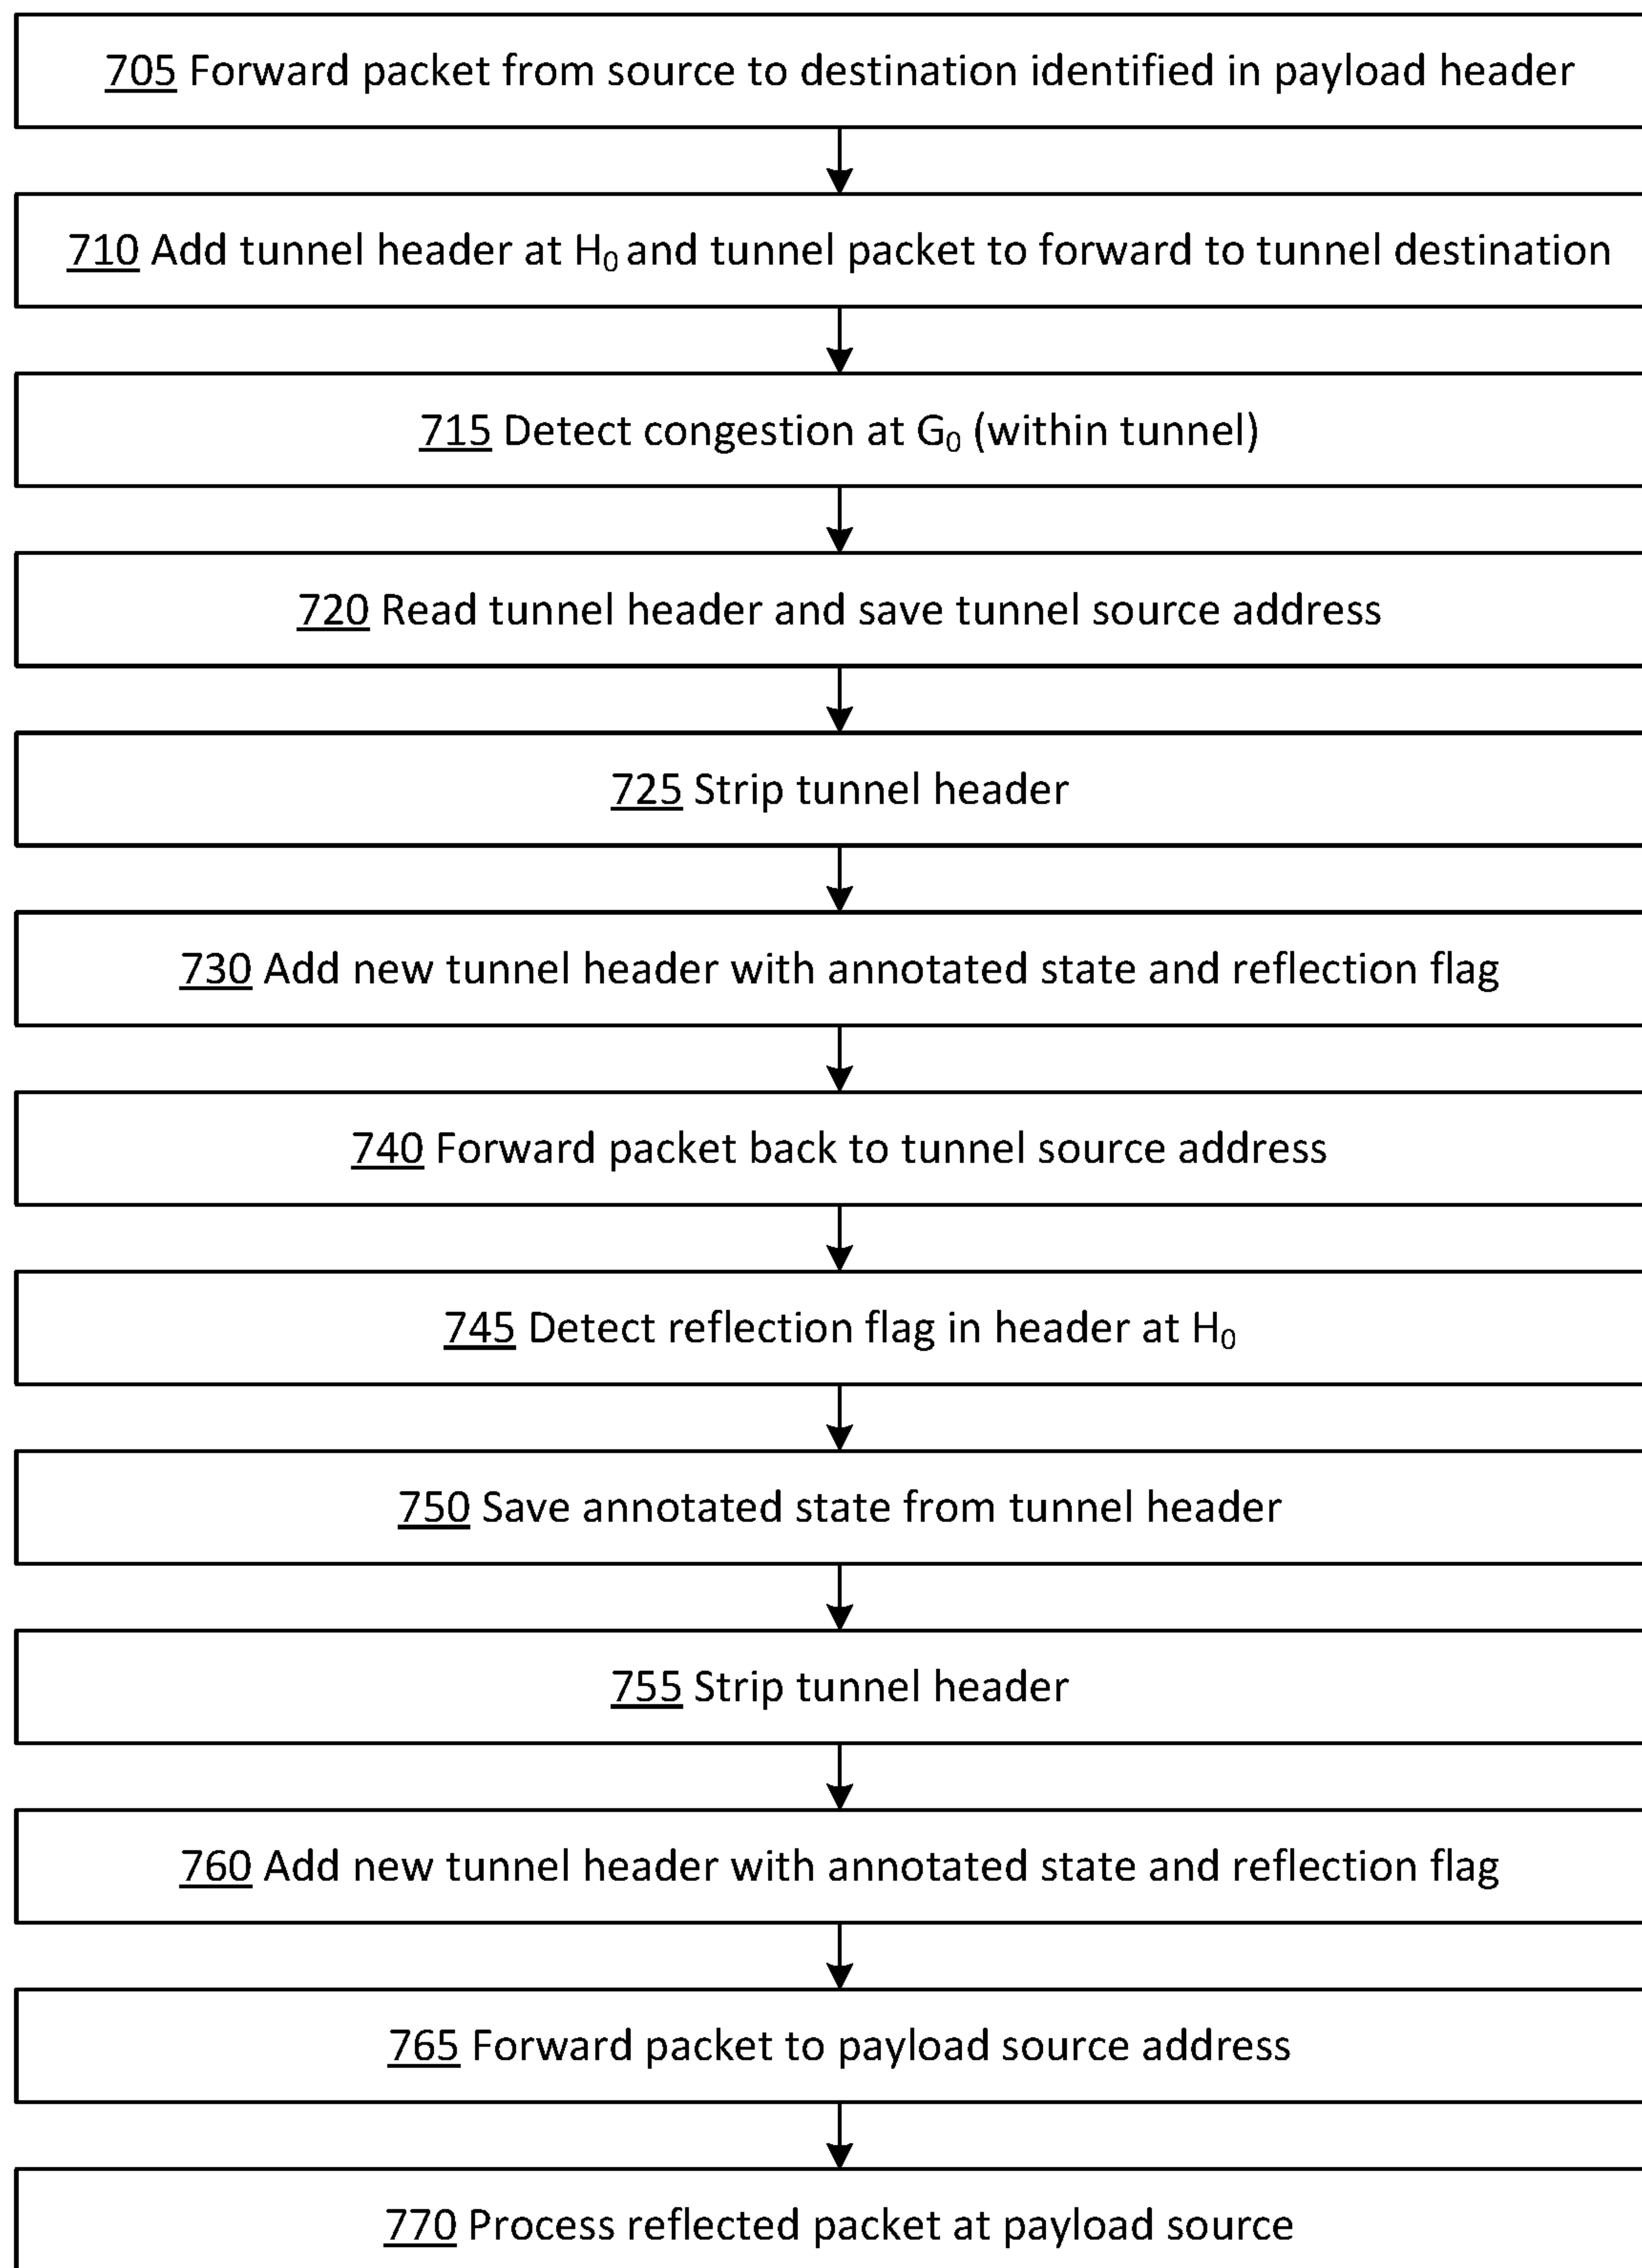 705 Forward packet from source to destination identified in payload header
710 Add tunnel header at H₀ and tunnel packet to forward to tunnel destination
715 Detect congestion at G₀ (within tunnel)
720 Read tunnel header and save tunnel source address
725 Strip tunnel header
730 Add new tunnel header with annotated state and reflection flag
740 Forward packet back to tunnel source address
745 Detect reflection flag in header at H₀
750 Save annotated state from tunnel header
755 Strip tunnel header
760 Add new tunnel header with annotated state and reflection flag
765 Forward packet to payload source address
770 Process reflected packet at payload source